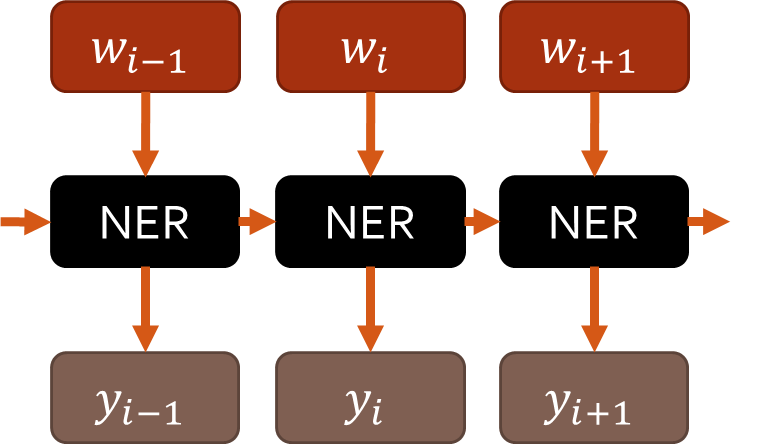 w_{i−1} w_i w_{i+1}
NER NER NER
y_{i−1} y_i y_{i+1}